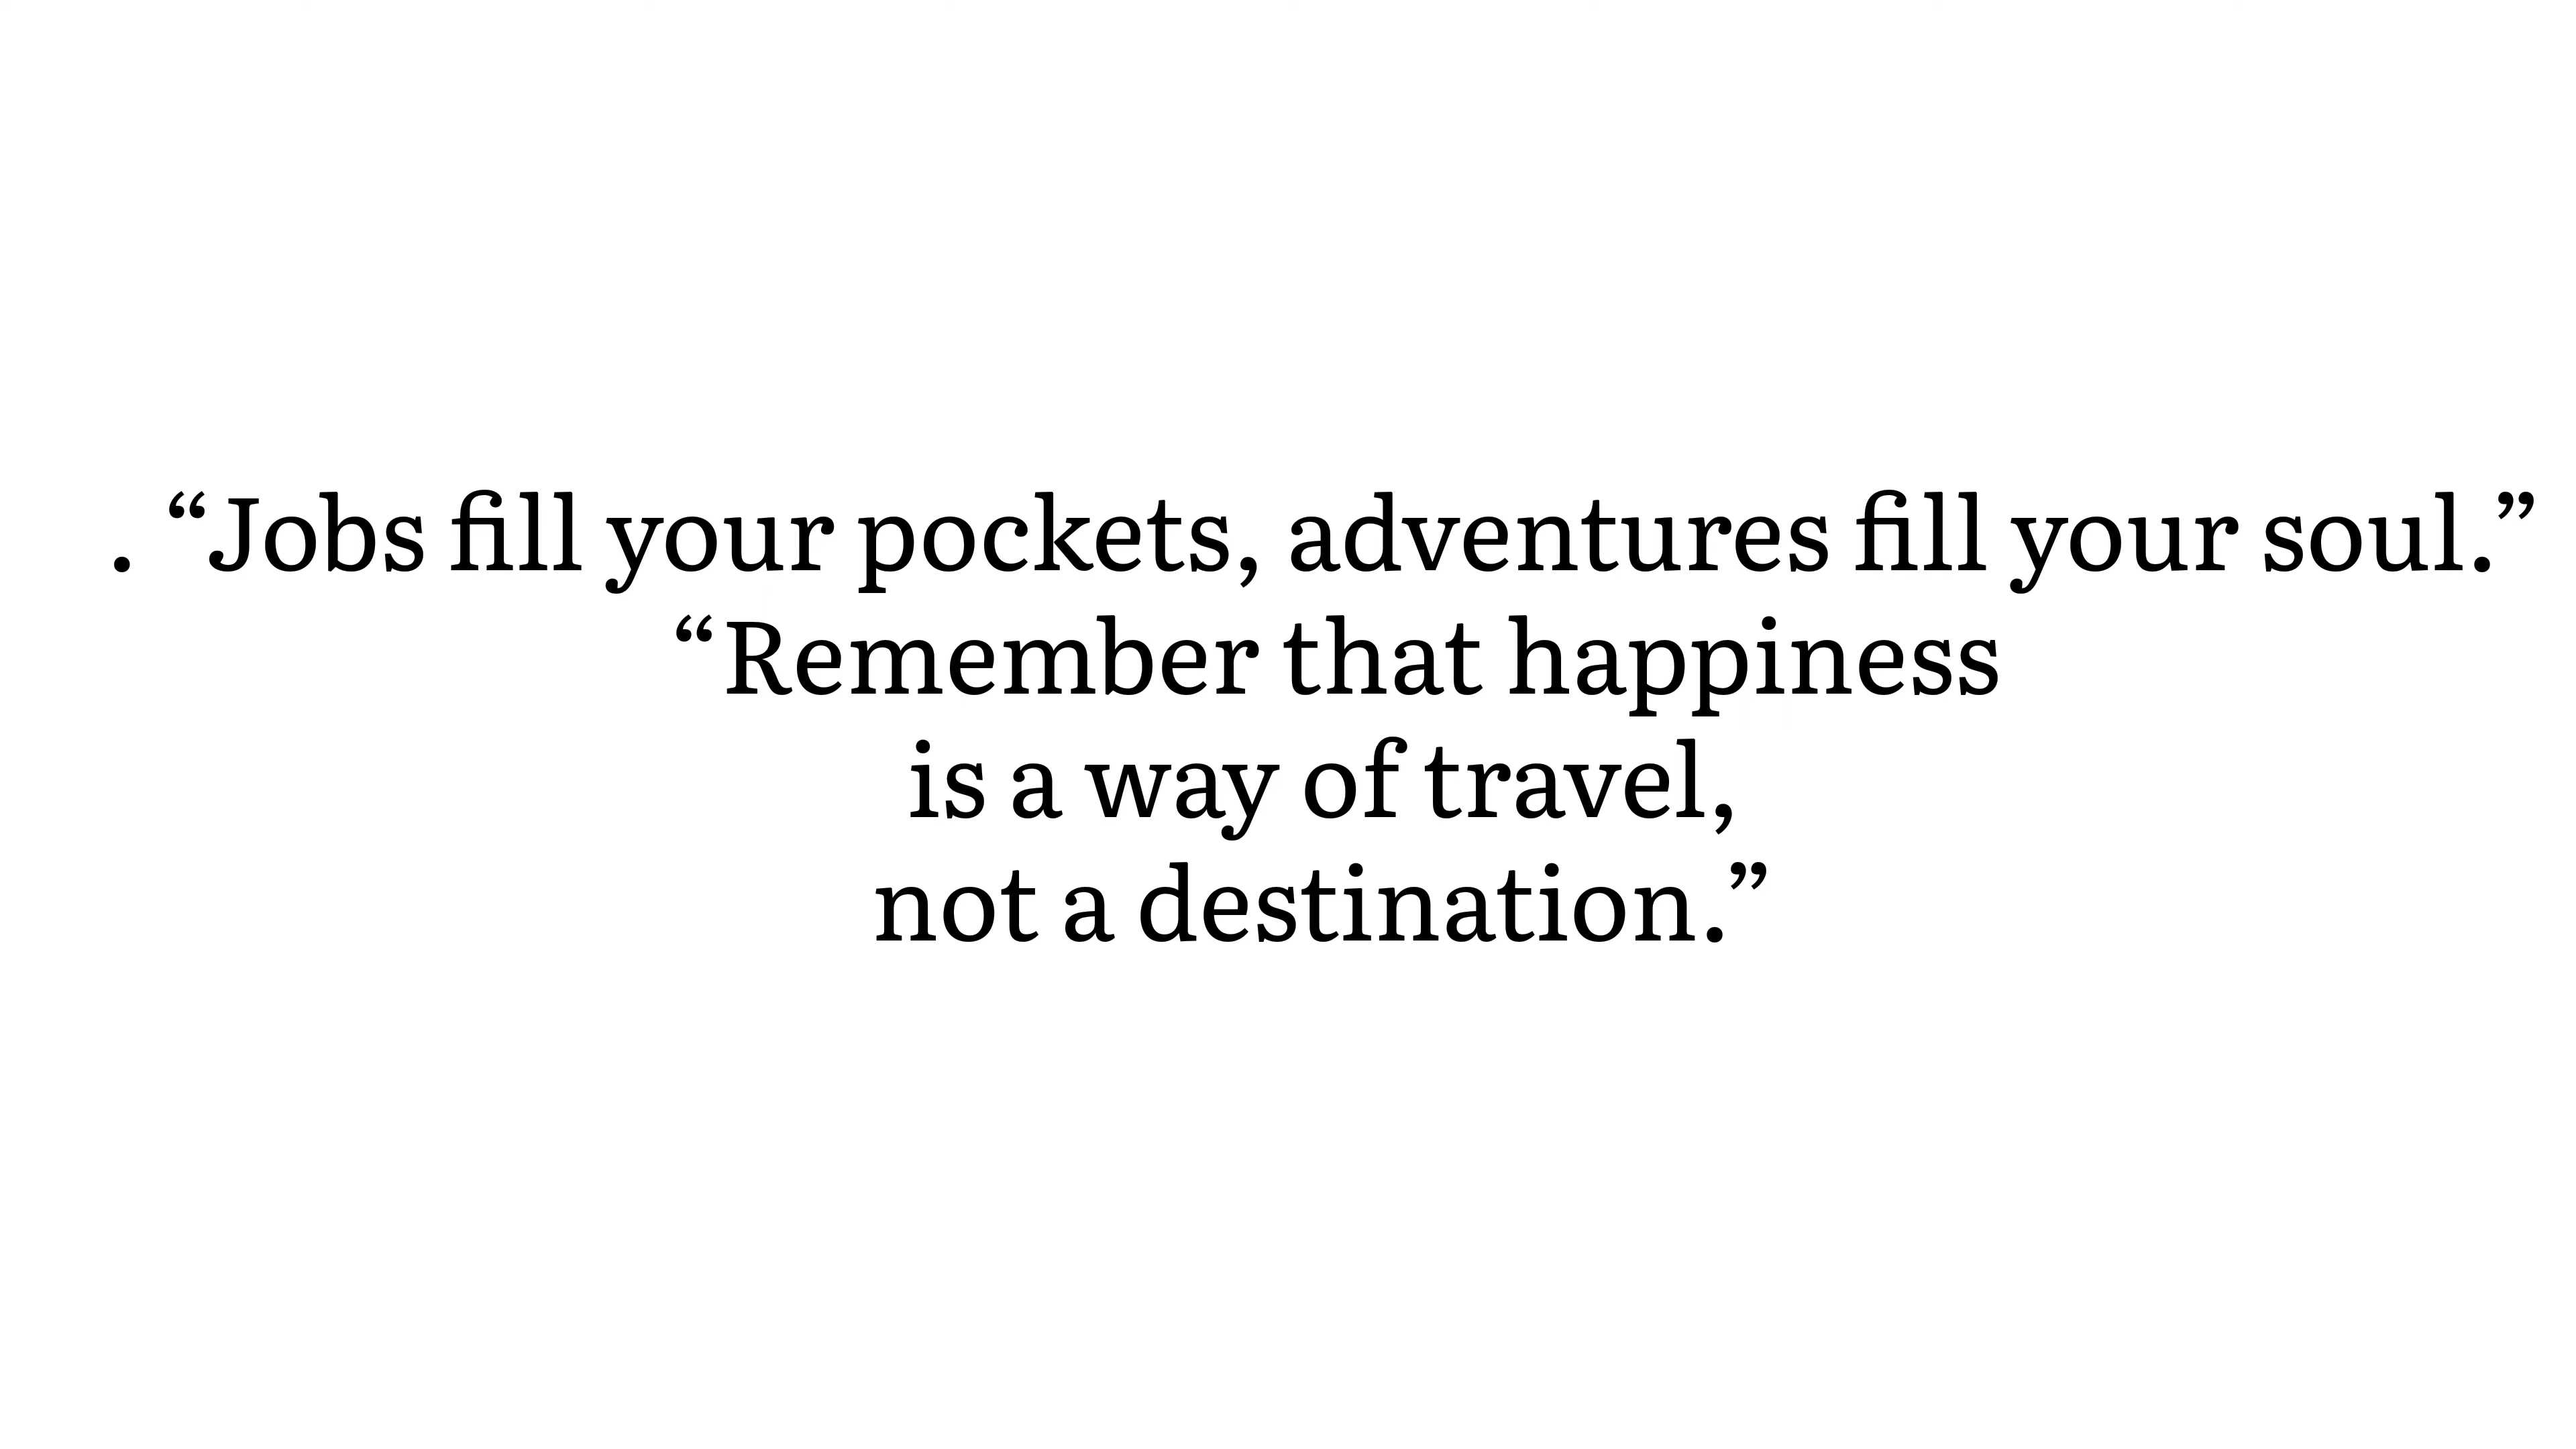 . “Jobs fill your pockets, adventures fill your soul.”
“Remember that happiness
is a way of travel,
not a destination.”